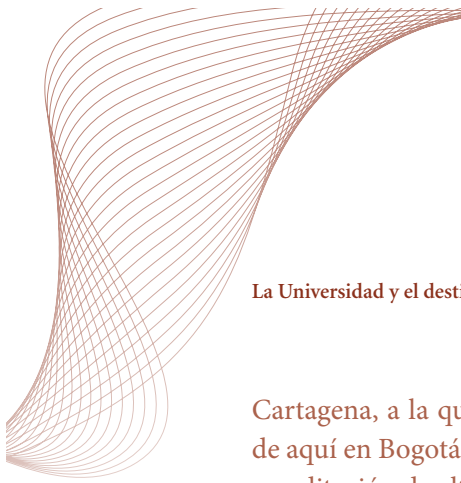 La Universidad y el desti
Cartagena, a la qu
de aquí en Bogotá